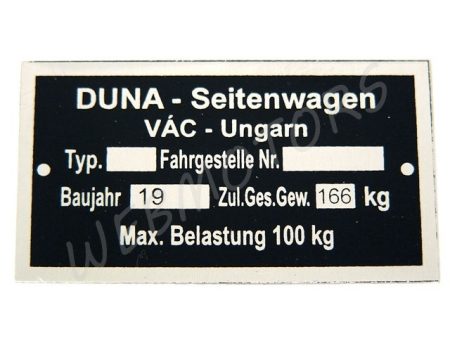 DUNA - Seitenwagen
VÁC - Ungarn
Typ. Fahrgestelle Nr.
Baujahr 19 Zul.Ges.Gew. 166 kg
Max. Belastung 100 kg
WEBMOTORS